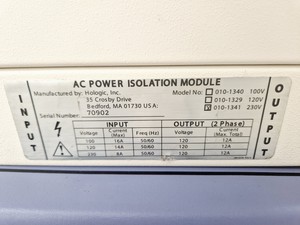 AC POWER ISOLATION MODULE
Manufactured by: Hologic, Inc.
35 Crosby Drive
Bedford, MA 01730 USA
Serial Number: 70902
Model No: 010-1340 100V
010-1329 120V
010-1341 230V
INPUT
OUTPUT
INPUT OUTPUT (2 Phase)
Voltage Current (Max) Freq (Hz) Voltage Current (Max. Total)
100 16A 50/60 120 12A
120 14A 50/60 120 12A
230 8A 50/60 120 12A